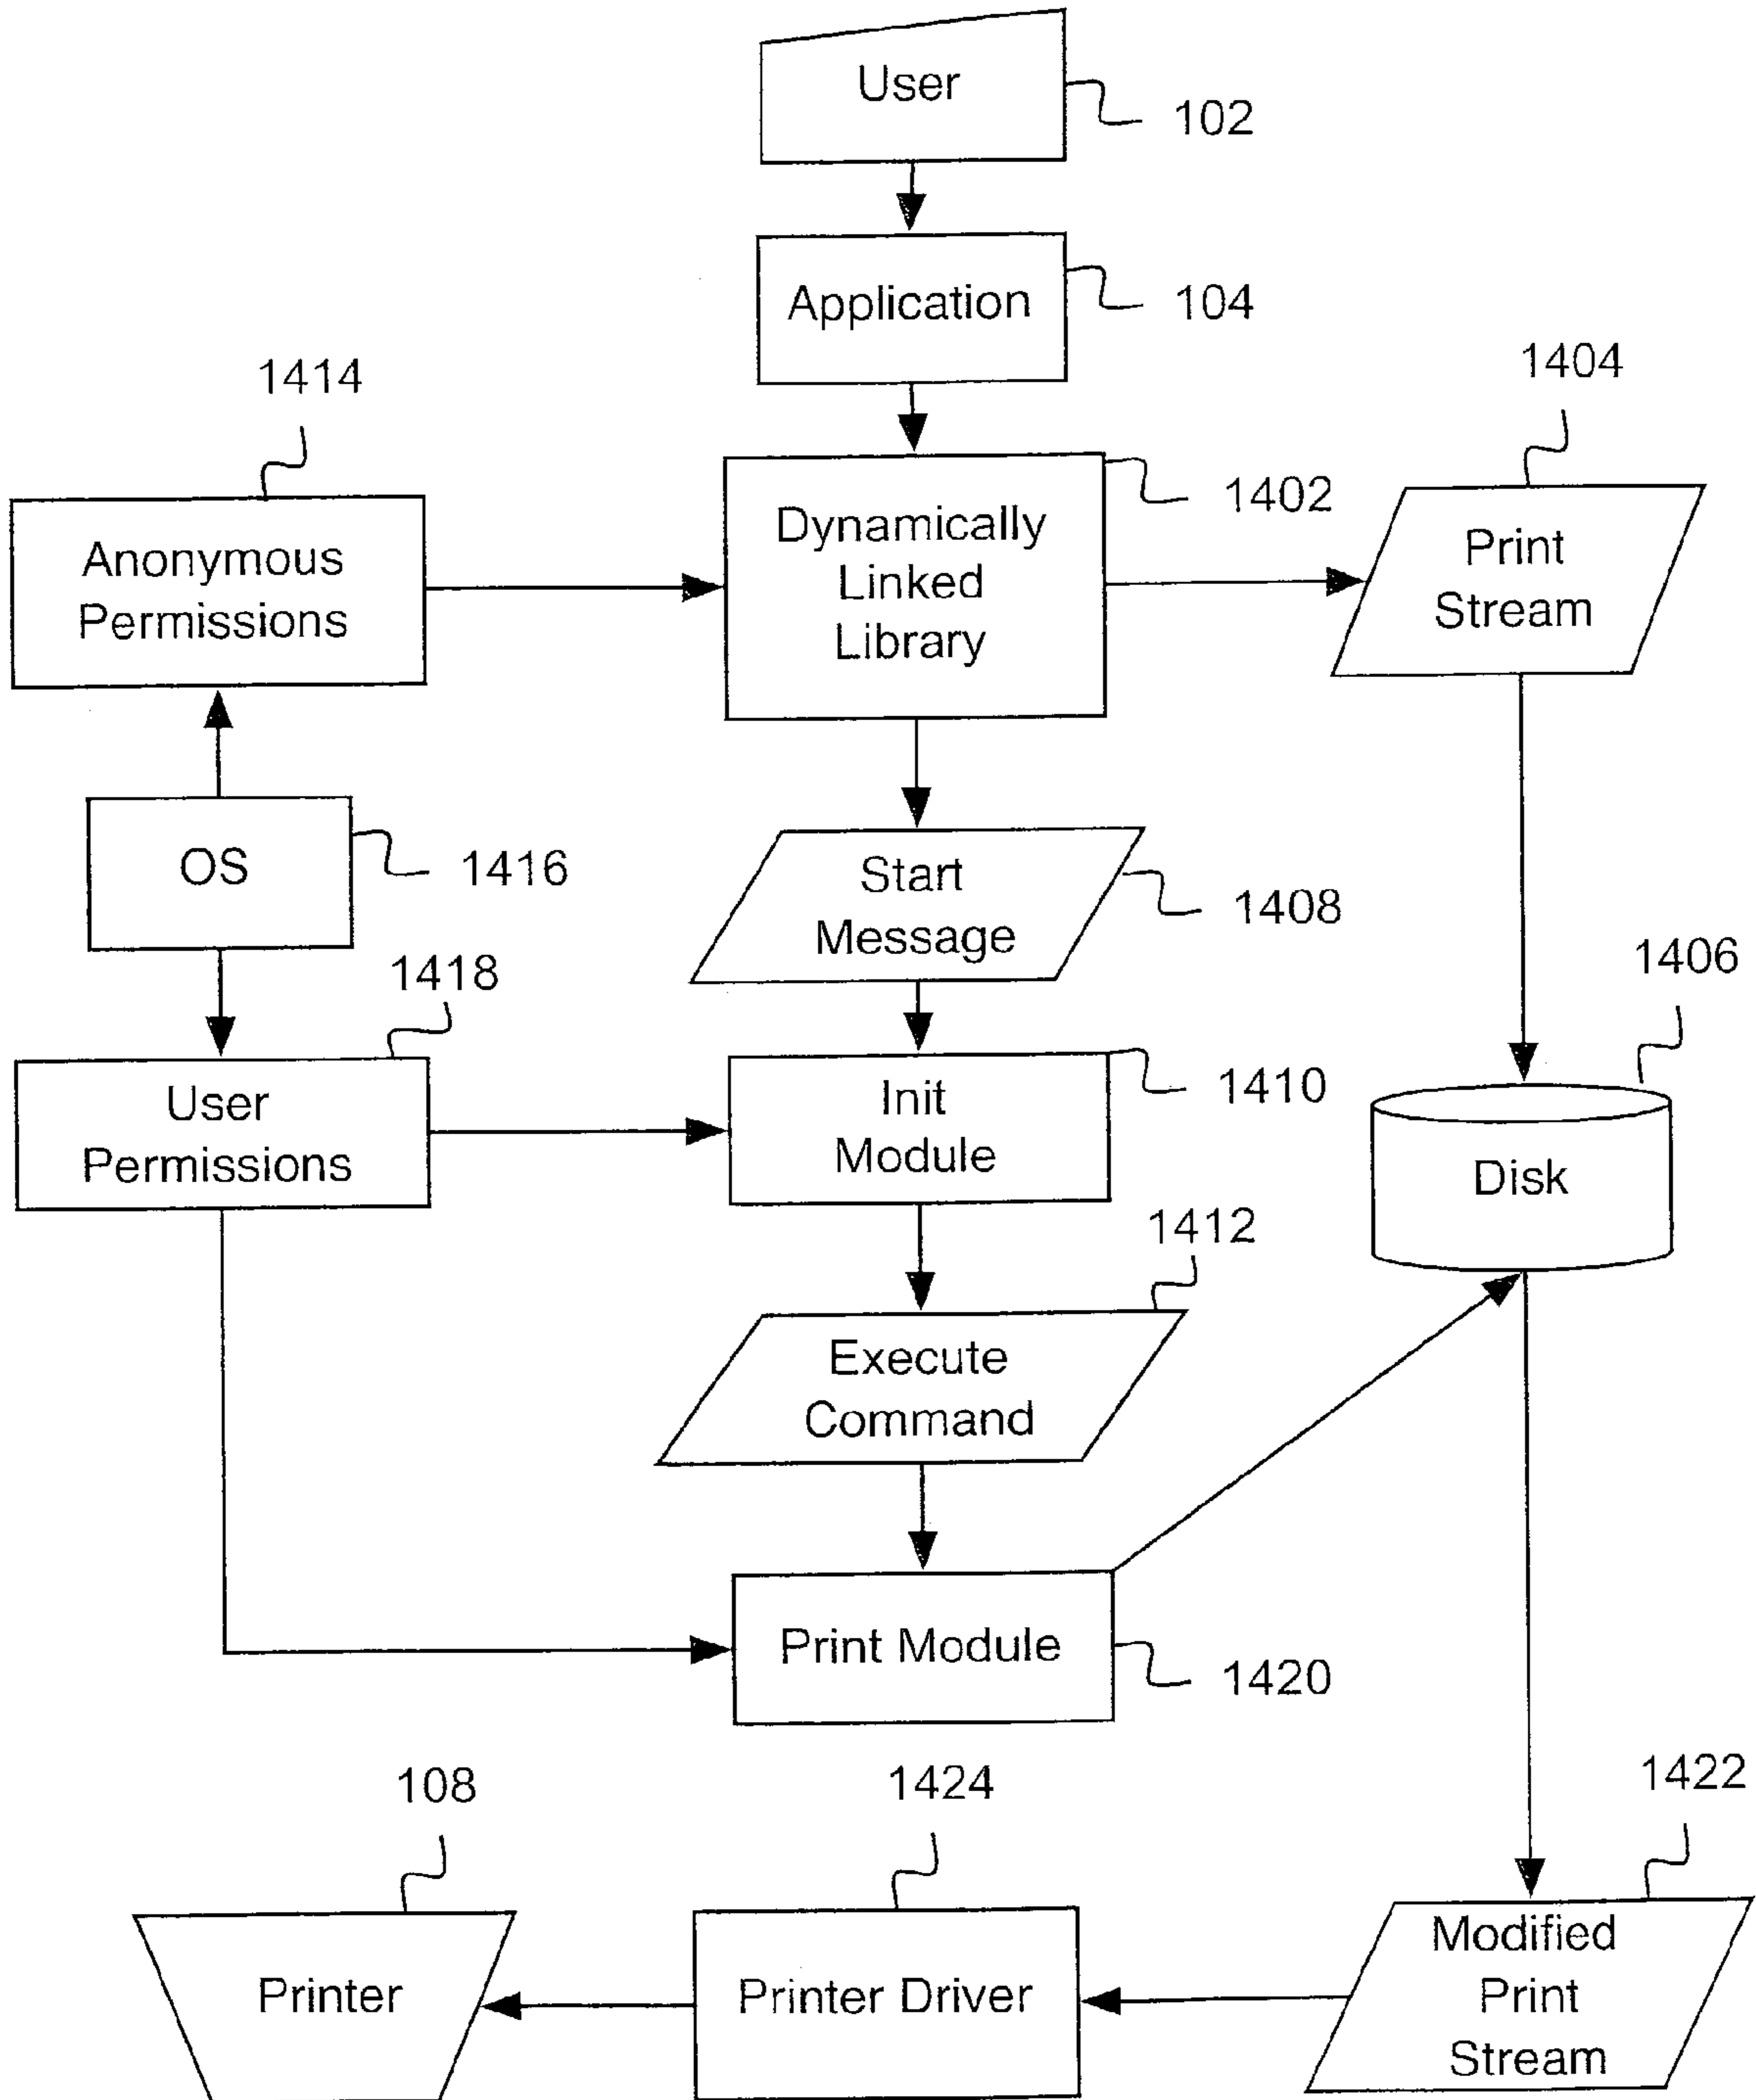 User
102
Application
104
1414
1404
Anonymous
Permissions
Dynamically
Linked
Library
1402
Print
Stream
OS
1416
Start
Message
1408
1418
1406
User
Permissions
Init
Module
1410
Disk
1412
Execute
Command
Print Module
1420
108
1424
1422
Printer
Printer Driver
Modified
Print
Stream